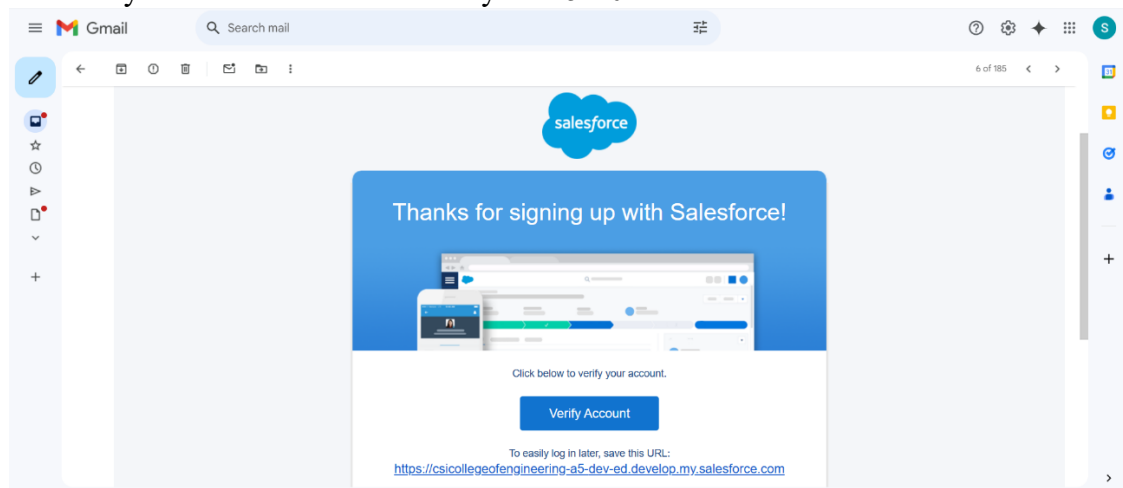 Gmail
Search mail
S
6 of 185
31
salesforce
Thanks for signing up with Salesforce!
Click below to verify your account.
Verify Account
To easily log in later, save this URL:
https://csicollegeofengineering-a5-dev-ed.develop.my.salesforce.com